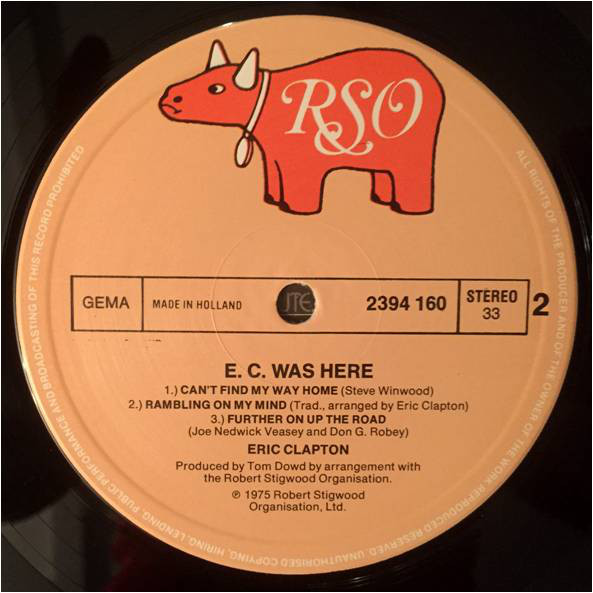 RSO
GEMA
MADE IN HOLLAND
2394 160
STEREO
33
2
E. C. WAS HERE
1.) CAN'T FIND MY WAY HOME (Steve Winwood)
2.) RAMBLING ON MY MIND (Trad., arranged by Eric Clapton)
3.) FURTHER ON UP THE ROAD
(Joe Nedwick Veasey and Don G. Robey)
ERIC CLAPTON
Produced by Tom Dowd by arrangement with
the Robert Stigwood Organisation.
℗ 1975 Robert Stigwood
Organisation, Ltd.
ALL RIGHTS OF THE PRODUCER AND OF THE OWNER OF THE WORK REPRODUCED RESERVED. UNAUTHORISED COPYING, HIRING, LENDING, PUBLIC PERFORMANCE AND BROADCASTING OF THIS RECORD PROHIBITED